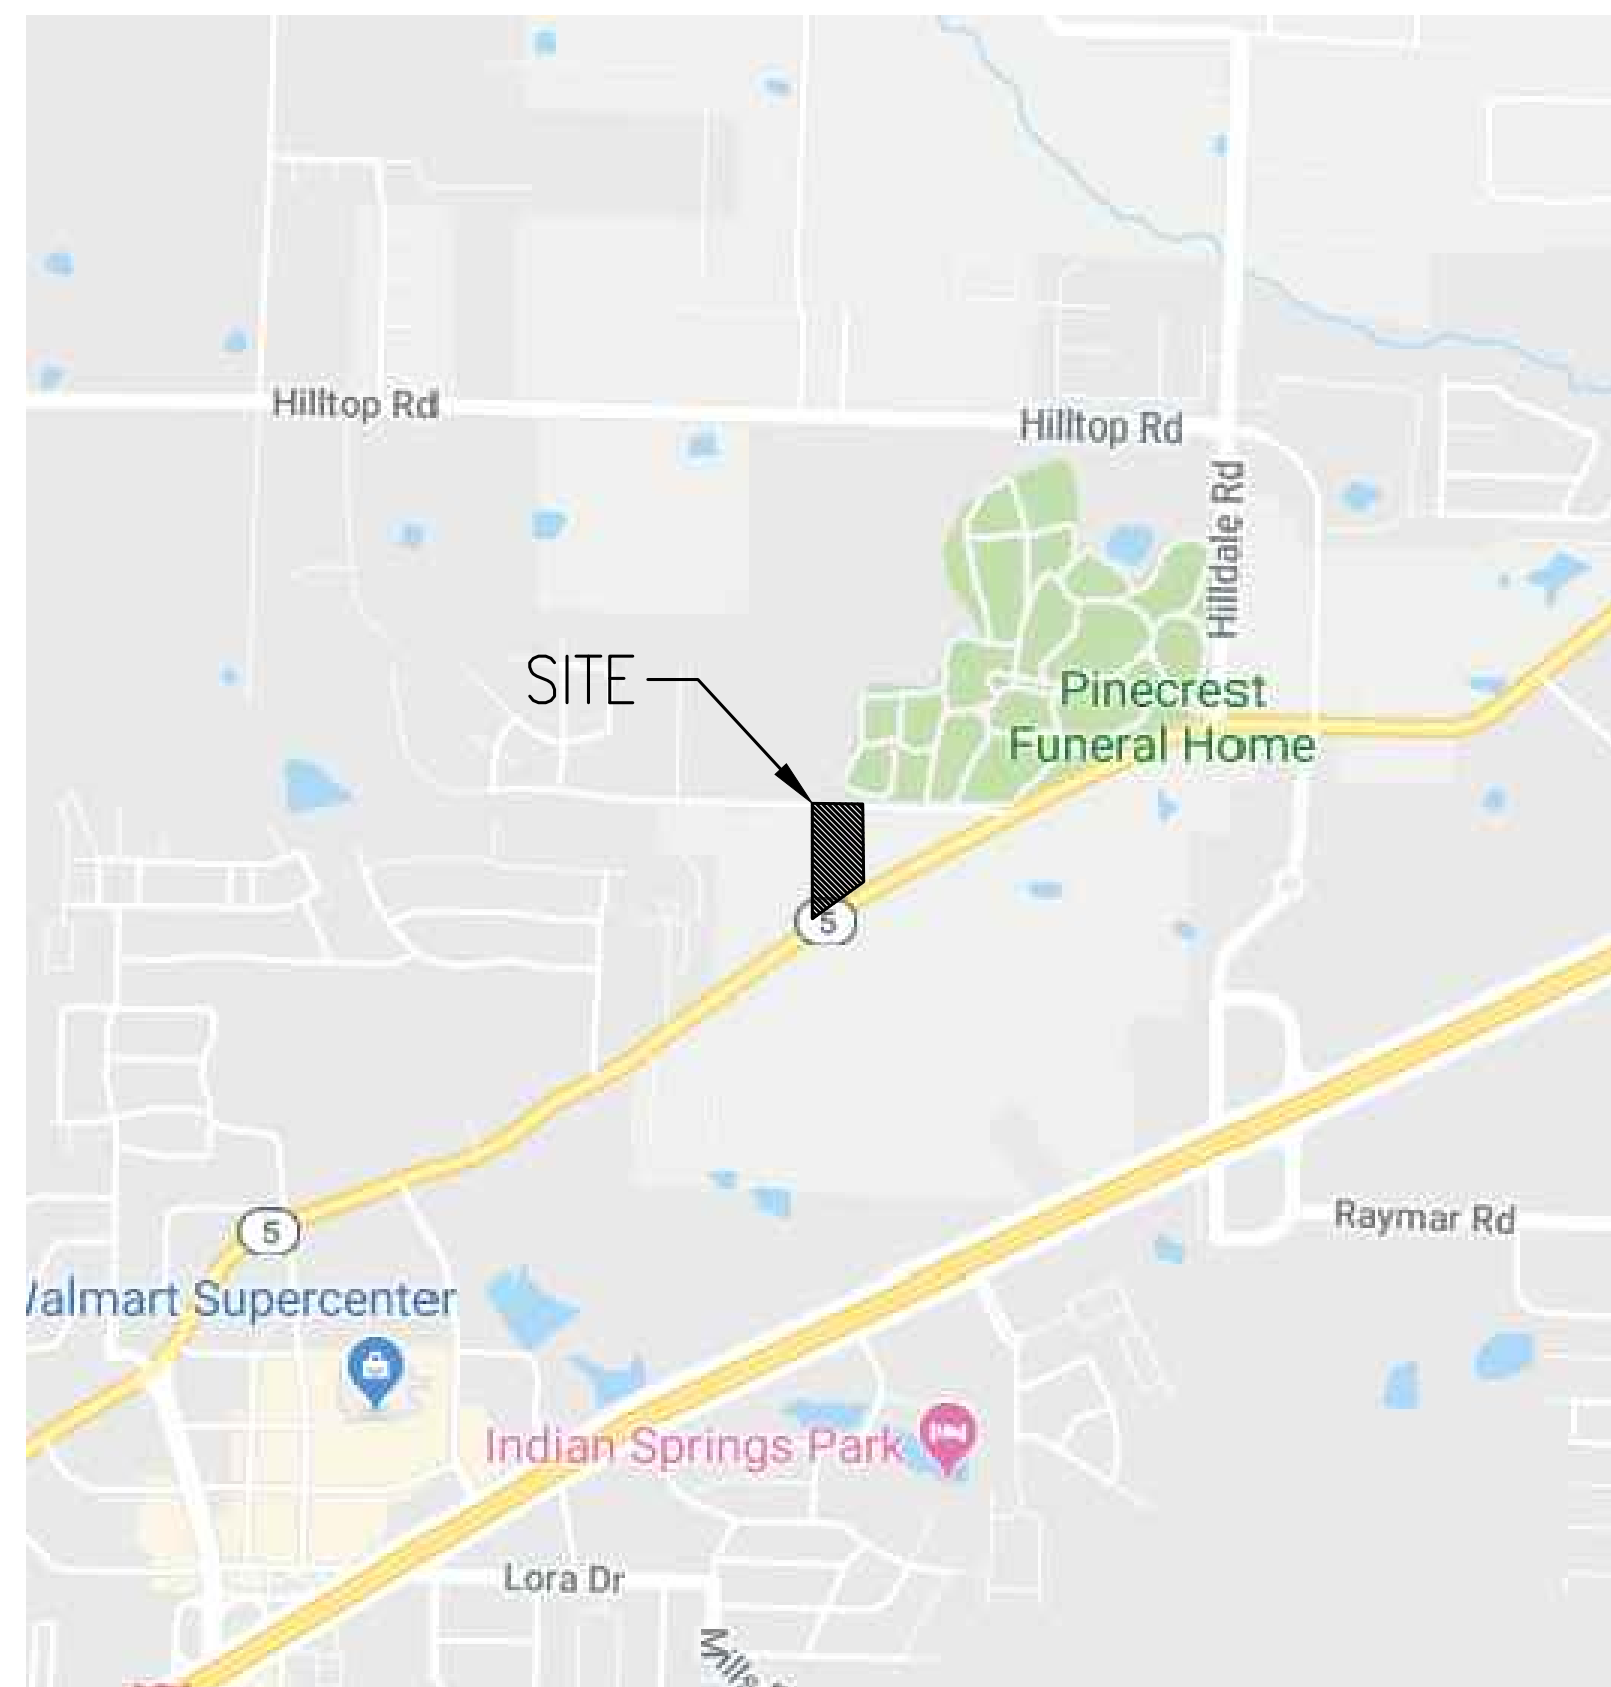 Hilltop Rd
Hilltop Rd
Hilldale Rd
SITE
Pinecrest
Funeral Home
5
5
Raymar Rd
Walmart Supercenter
Indian Springs Park
Lora Dr
Mills